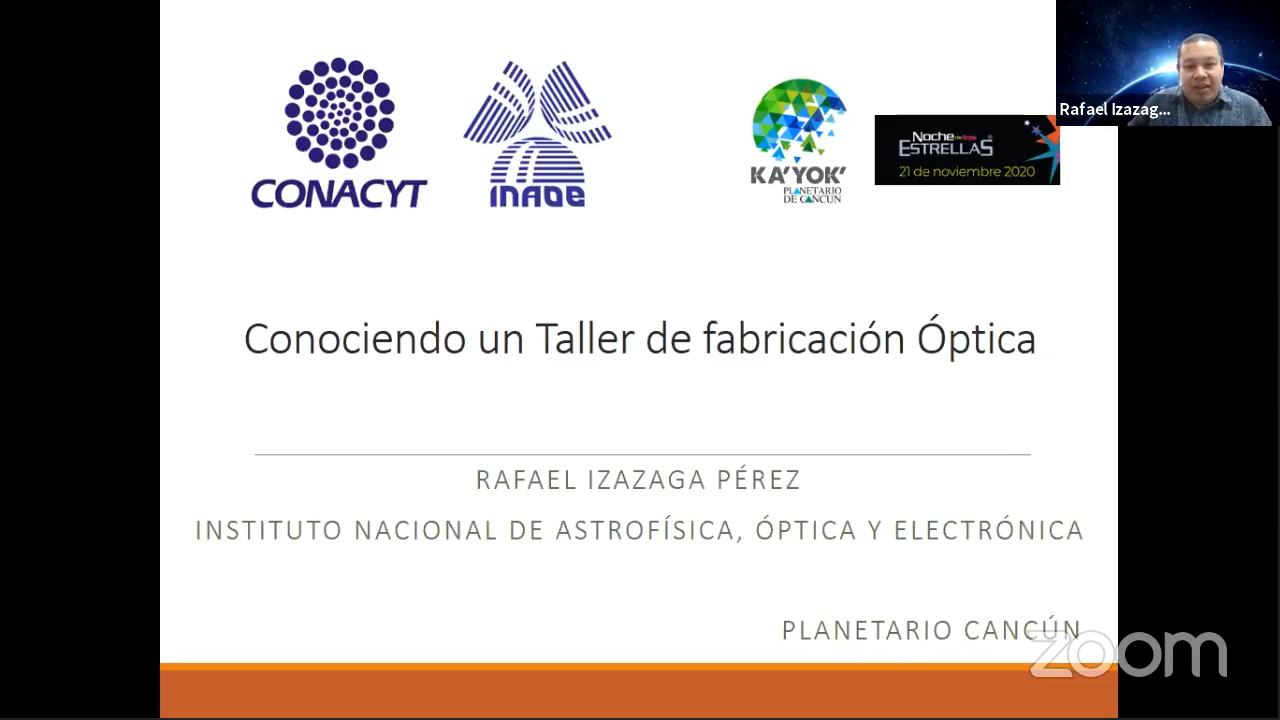 CONACYT
INAOE
KA'YOK'
PLANETARIO
DE CANCUN
Noche de las
ESTRELLAS
21 de noviembre 2020
Rafael Izazag...
Conociendo un Taller de fabricación Óptica
RAFAEL IZAZAGA PÉREZ
INSTITUTO NACIONAL DE ASTROFÍSICA, ÓPTICA Y ELECTRÓNICA
PLANETARIO CANCÚN
zoom